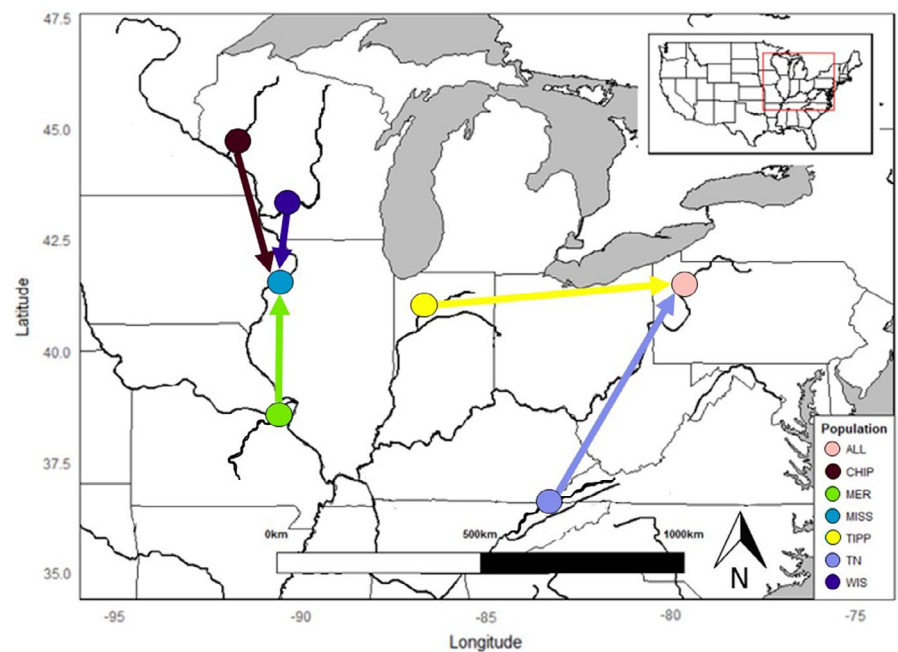 47.5
45.0
42.5
40.0
37.5
35.0
Latitude
-95
-90
-85
-80
-75
Longitude
0km
500km
1000km
N
Population
ALL
CHIP
MER
MISS
TIPP
TN
WIS